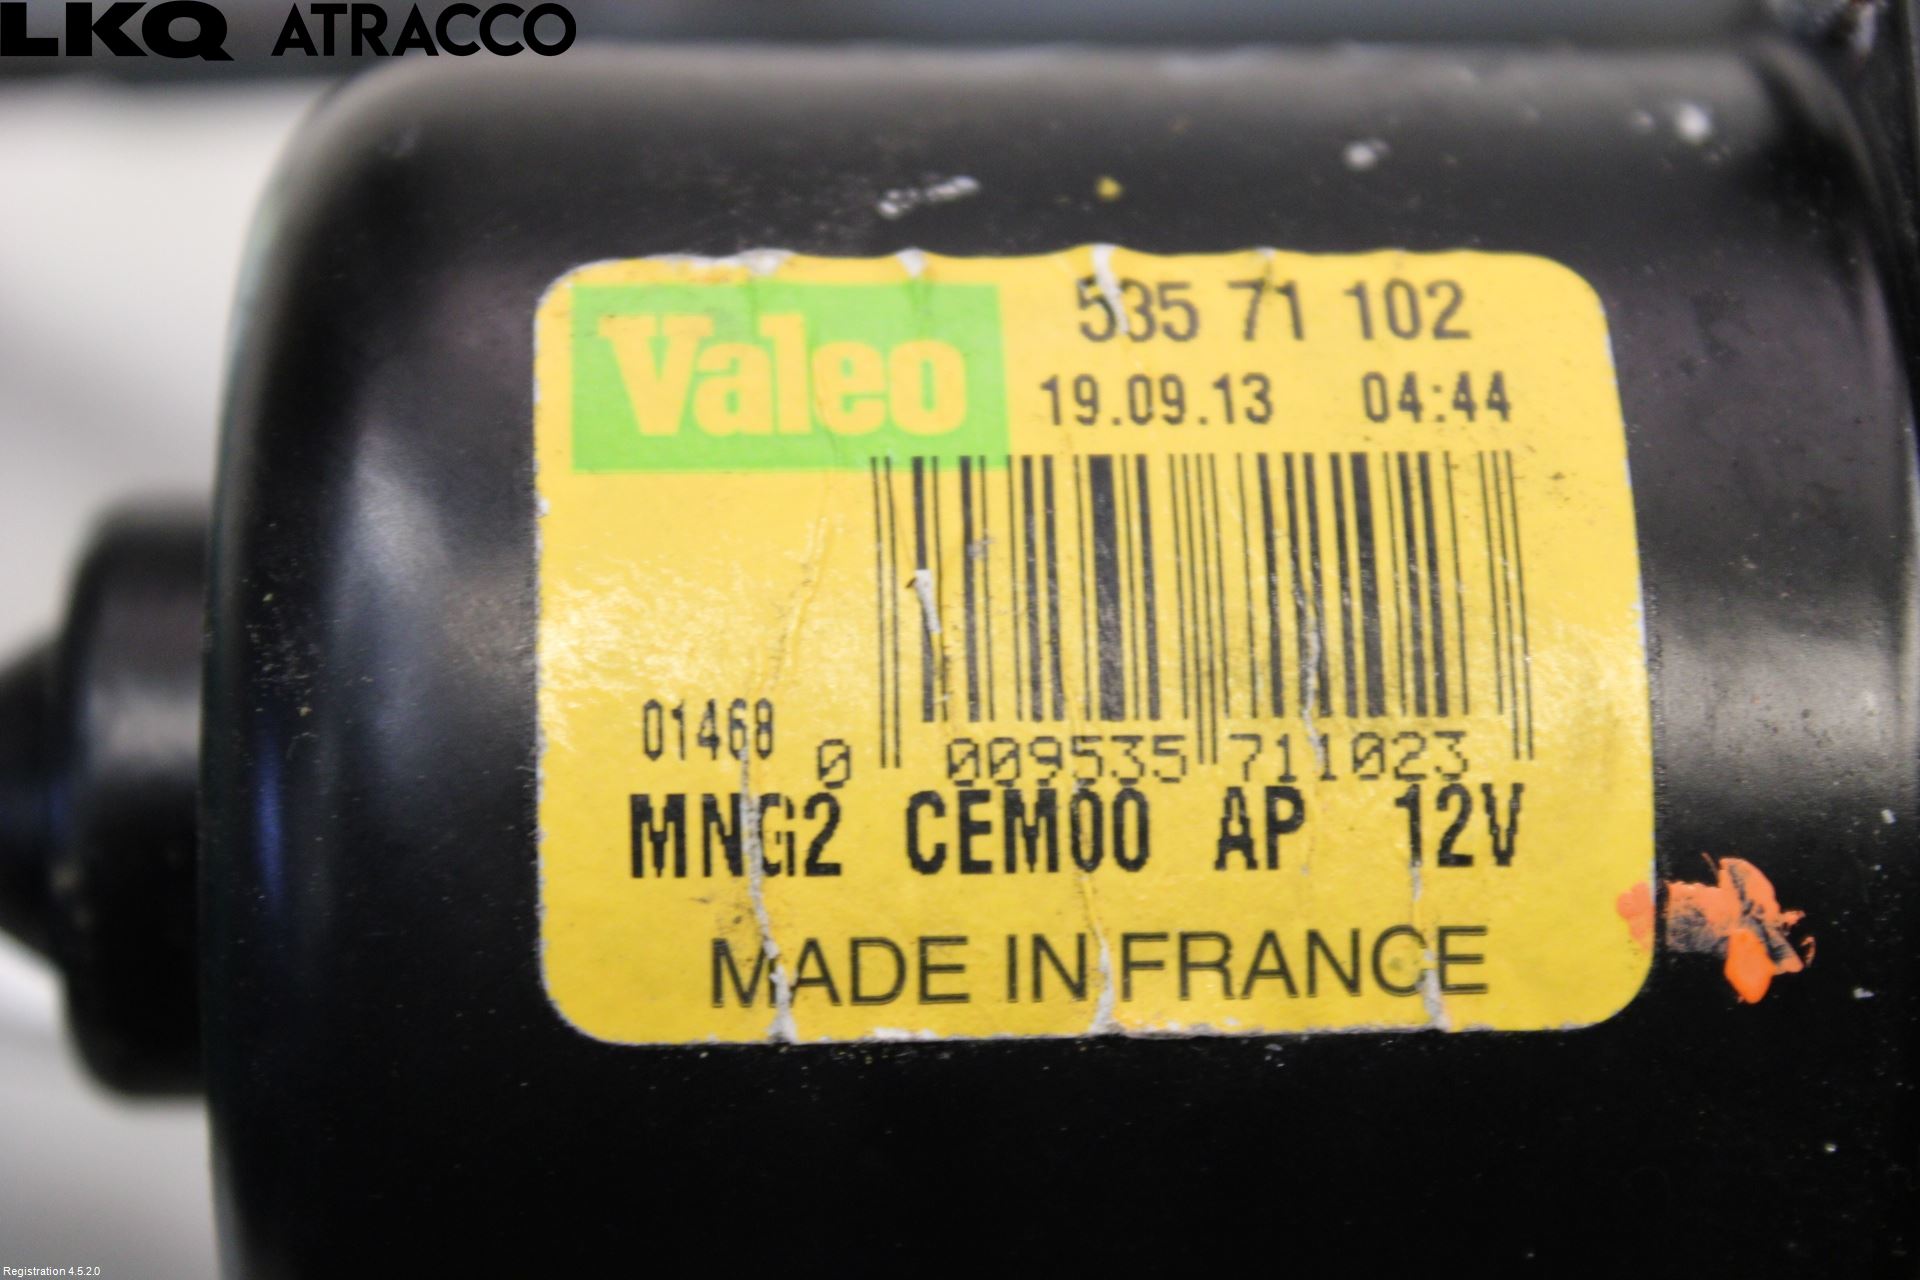 LKQ ATRACCO
Valeo
535 71 102
19.09.13 04:44
01468
0 009535 711023
MNG2 CEM00 AP 12V
MADE IN FRANCE
Registration 4.5.2.0